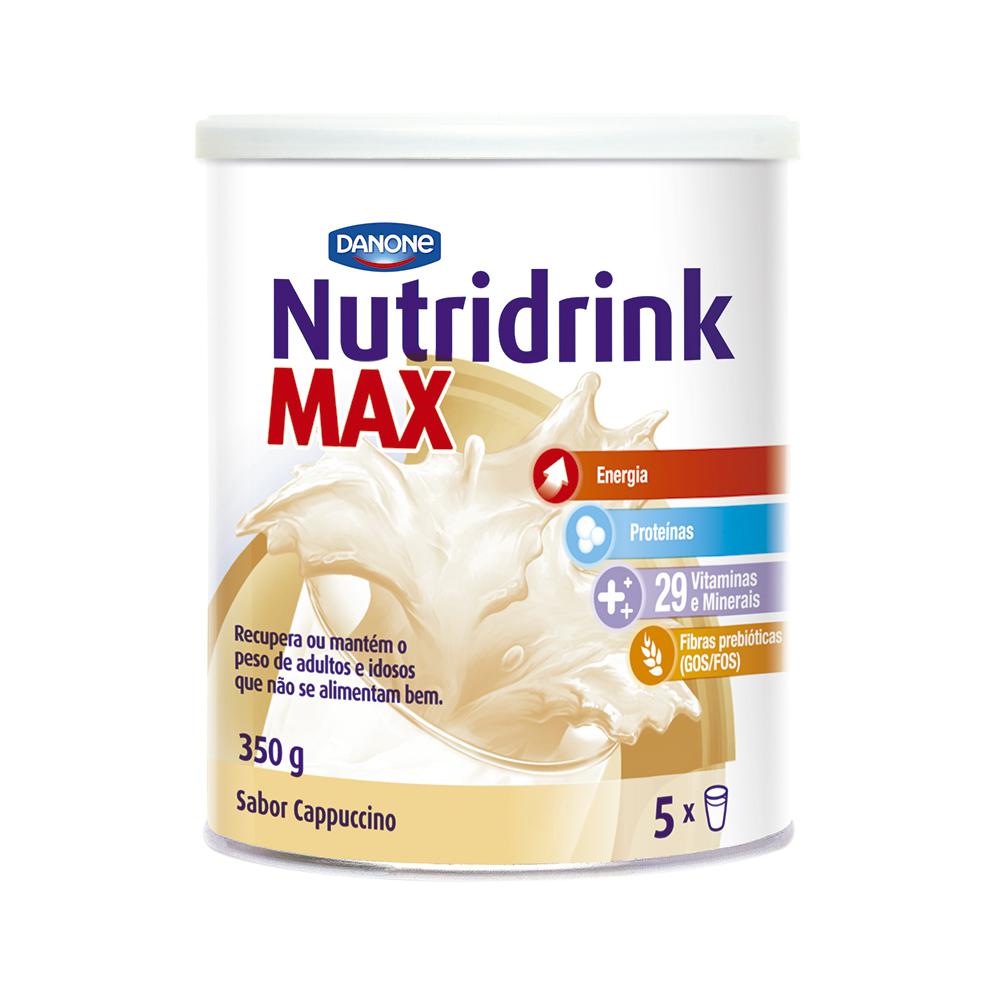 DANONE
Nutridrink
MAX
Energia
Proteínas
29 Vitaminas
e Minerais
Fibras prebióticas
(GOS/FOS)
Recupera ou mantém o
peso de adultos e idosos
que não se alimentam bem.
350 g
Sabor Cappuccino
5 x